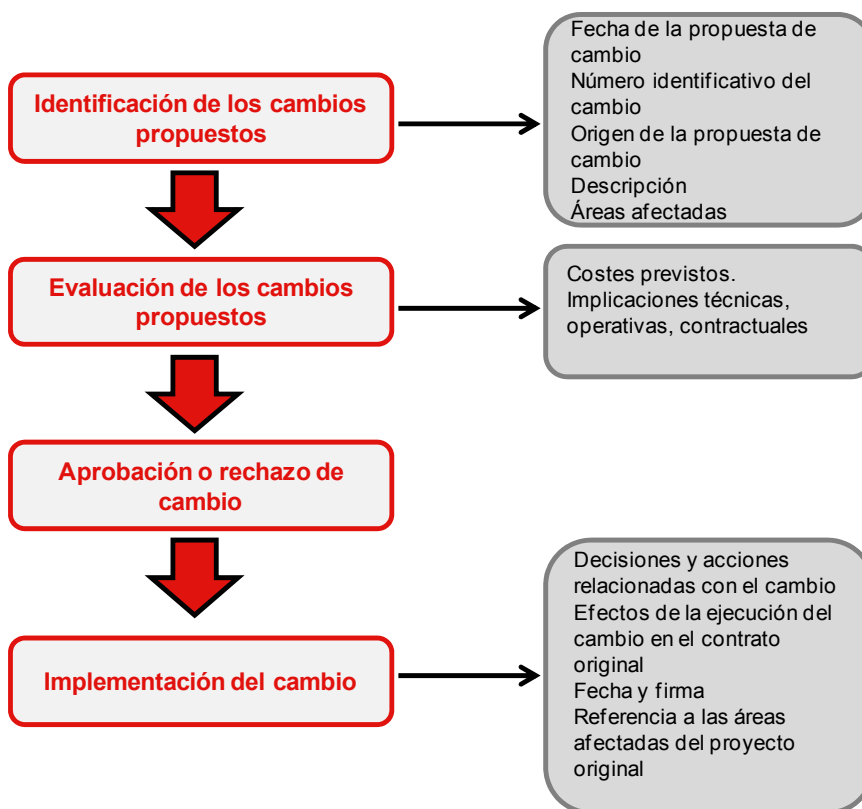 Identificación de los cambios
propuestos
Fecha de la propuesta de
cambio
Número identificativo del
cambio
Origen de la propuesta de
cambio
Descripción
Áreas afectadas
Evaluación de los cambios
propuestos
Costes previstos.
Implicaciones técnicas,
operativas, contractuales
Aprobación o rechazo de
cambio
Implementación del cambio
Decisiones y acciones
relacionadas con el cambio
Efectos de la ejecución del
cambio en el contrato
original
Fecha y firma
Referencia a las áreas
afectadas del proyecto
original